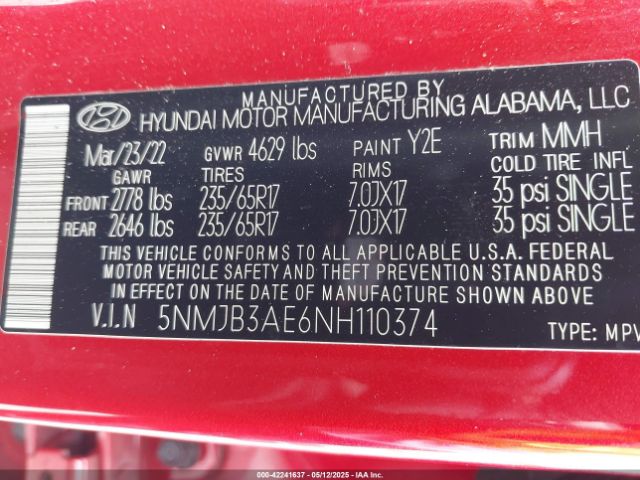 MANUFACTURED BY
HYUNDAI MOTOR MANUFACTURING ALABAMA, LLC
Mar/23/22 GVWR 4629 lbs PAINT Y2E TRIM MMH
GAWR TIRES RIMS COLD TIRE INFL
FRONT 2778 lbs 235/65R17 7.0JX17 35 psi SINGLE
REAR 2646 lbs 235/65R17 7.0JX17 35 psi SINGLE
THIS VEHICLE CONFORMS TO ALL APPLICABLE U.S.A. FEDERAL
MOTOR VEHICLE SAFETY AND THEFT PREVENTION STANDARDS
IN EFFECT ON THE DATE OF MANUFACTURE SHOWN ABOVE
V.I.N 5NMJB3AE6NH110374 TYPE: MPV
000-42241637 - 05/12/2025 - IAAI.COM